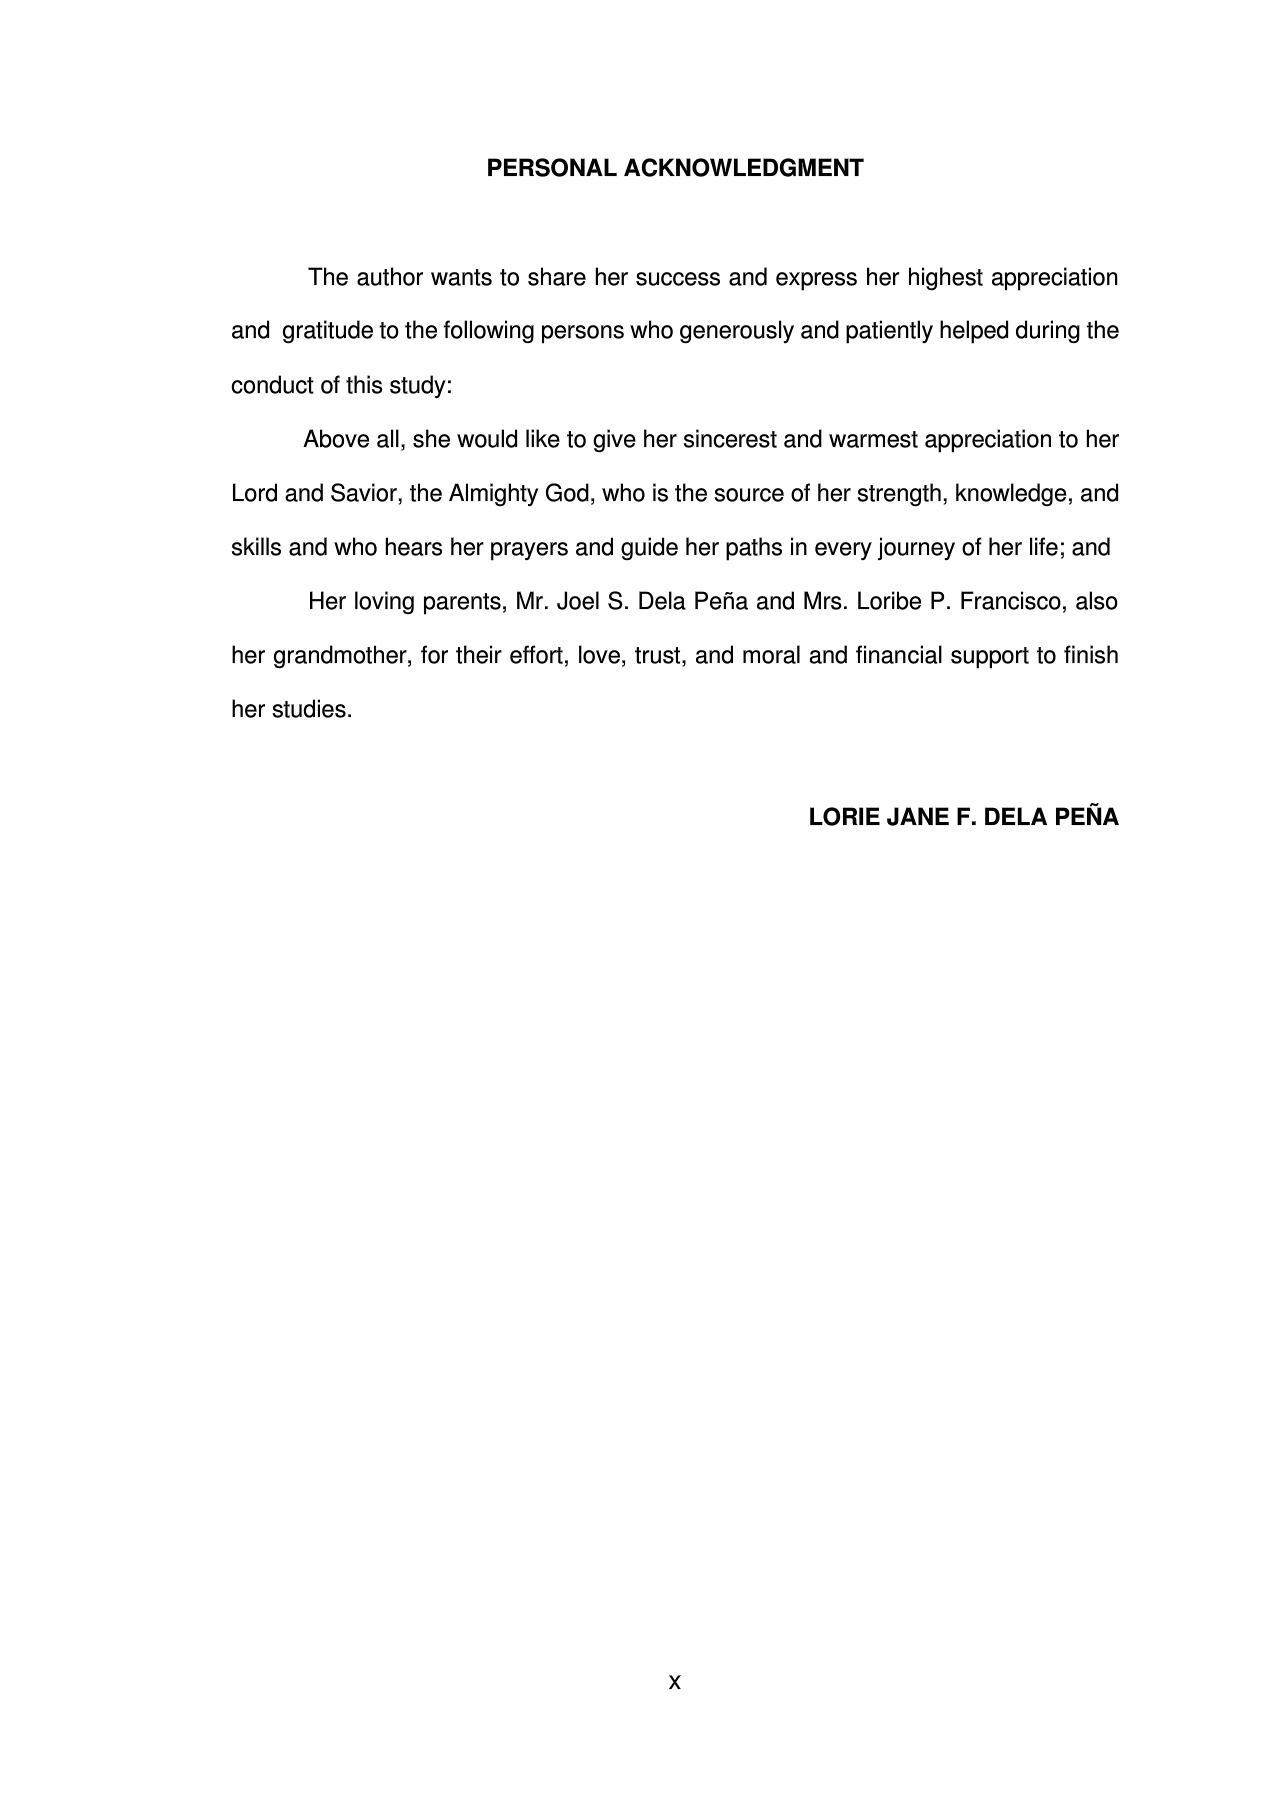 PERSONAL ACKNOWLEDGMENT
The author wants to share her success and express her highest appreciation
and  gratitude to the following persons who generously and patiently helped during the
conduct of this study:
Above all, she would like to give her sincerest and warmest appreciation to her
Lord and Savior, the Almighty God, who is the source of her strength, knowledge, and
skills and who hears her prayers and guide her paths in every journey of her life; and
Her loving parents, Mr. Joel S. Dela Peña and Mrs. Loribe P. Francisco, also
her grandmother, for their effort, love, trust, and moral and financial support to finish
her studies.
LORIE JANE F. DELA PEÑA
x